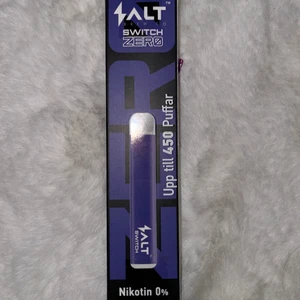 SALT
SWITCH
ZERO
Upp till 450 Puffar
SALT
SWITCH
Nikotin 0%